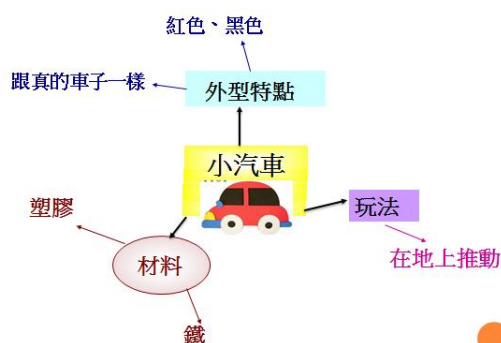 紅色、黑色
跟真的車子一樣
外型特點
小汽車
塑膠
玩法
材料
在地上推動
鐵